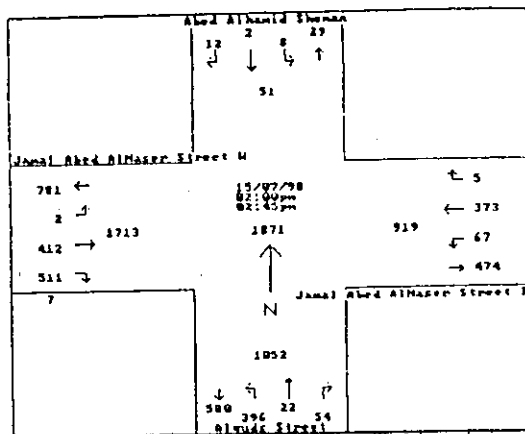 Abed Alhamid Shoman
12 2 8 29
51
Jamal Abed AlNaser Street W
781
2
412
511
7
1713
15/07/98
02:00pm
02:45pm
1871
N
919
5
373
67
474
Jamal Abed AlNaser Street
1052
580 396 22 54
Alquds Street